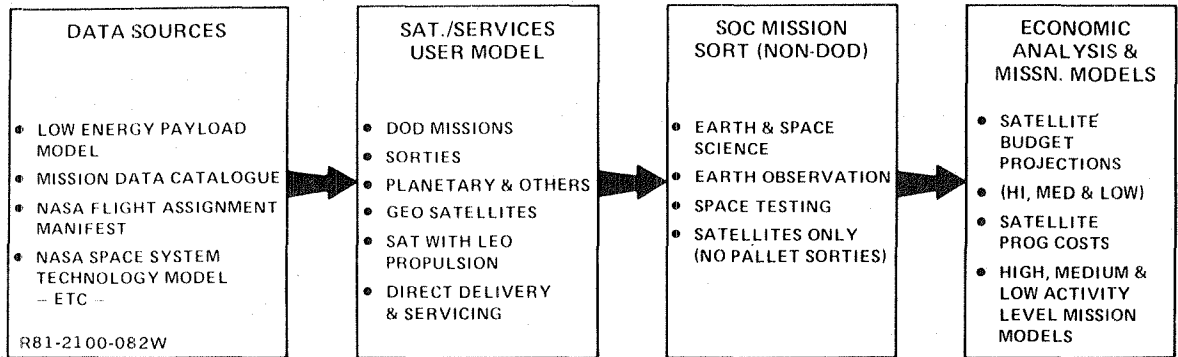 DATA SOURCES
• LOW ENERGY PAYLOAD
MODEL
• MISSION DATA CATALOGUE
• NASA FLIGHT ASSIGNMENT
MANIFEST
• NASA SPACE SYSTEM
TECHNOLOGY MODEL
– ETC –
R81-2100-082W
SAT./SERVICES
USER MODEL
• DOD MISSIONS
• SORTIES
• PLANETARY & OTHERS
• GEO SATELLITES
• SAT WITH LEO
PROPULSION
• DIRECT DELIVERY
& SERVICING
SOC MISSION
SORT (NON-DOD)
• EARTH & SPACE
SCIENCE
• EARTH OBSERVATION
• SPACE TESTING
• SATELLITES ONLY
(NO PALLET SORTIES)
ECONOMIC
ANALYSIS &
MISSN. MODELS
• SATELLITE
BUDGET
PROJECTIONS
• (HI, MED & LOW)
• SATELLITE
PROG COSTS
• HIGH, MEDIUM &
LOW ACTIVITY
LEVEL MISSION
MODELS